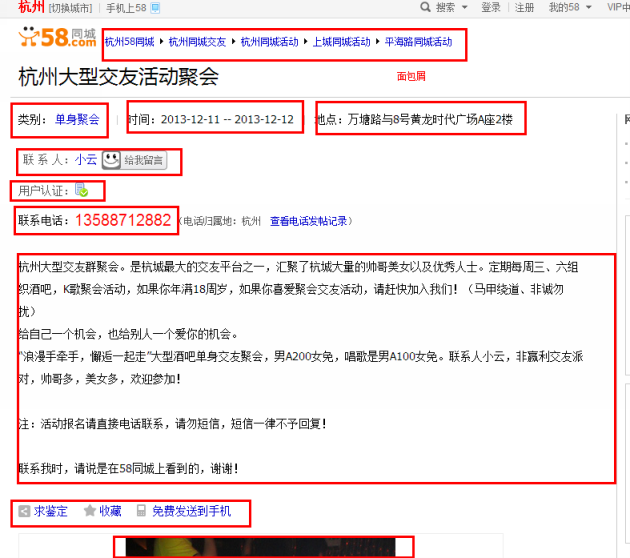 杭州 [切换城市] | 手机上58 搜索 登录 | 注册 我的58 VIP中
58同城 .com 杭州58同城 杭州同城交友 杭州同城活动 上城同城活动 平海路同城活动
杭州大型交友活动聚会 面包屑
类别: 单身聚会 | 时间: 2013-12-11 -- 2013-12-12 地点: 万塘路与8号黄龙时代广场A座2楼
联 系 人: 小云 给我留言
用户认证:
联系电话: 13588712882 (电话归属地: 杭州 查看电话发帖记录)
杭州大型交友群聚会。是杭城最大的交友平台之一，汇聚了杭城大量的帅哥美女以及优秀人士。定期每周三、六组
织酒吧，K歌聚会活动，如果你年满18周岁，如果你喜爱聚会交友活动，请赶快加入我们！（马甲绕道、非诚勿
扰）
给自己一个机会，也给别人一个爱你的机会。
"浪漫手牵手，懈逅一起走"大型酒吧单身交友聚会，男A200女免，唱歌是男A100女免。联系人小云，非赢利交友派
对，帅哥多，美女多，欢迎参加！
注：活动报名请直接电话联系，请勿短信，短信一律不予回复！
联系我时，请说是在58同城上看到的，谢谢！
求鉴定 收藏 免费发送到手机